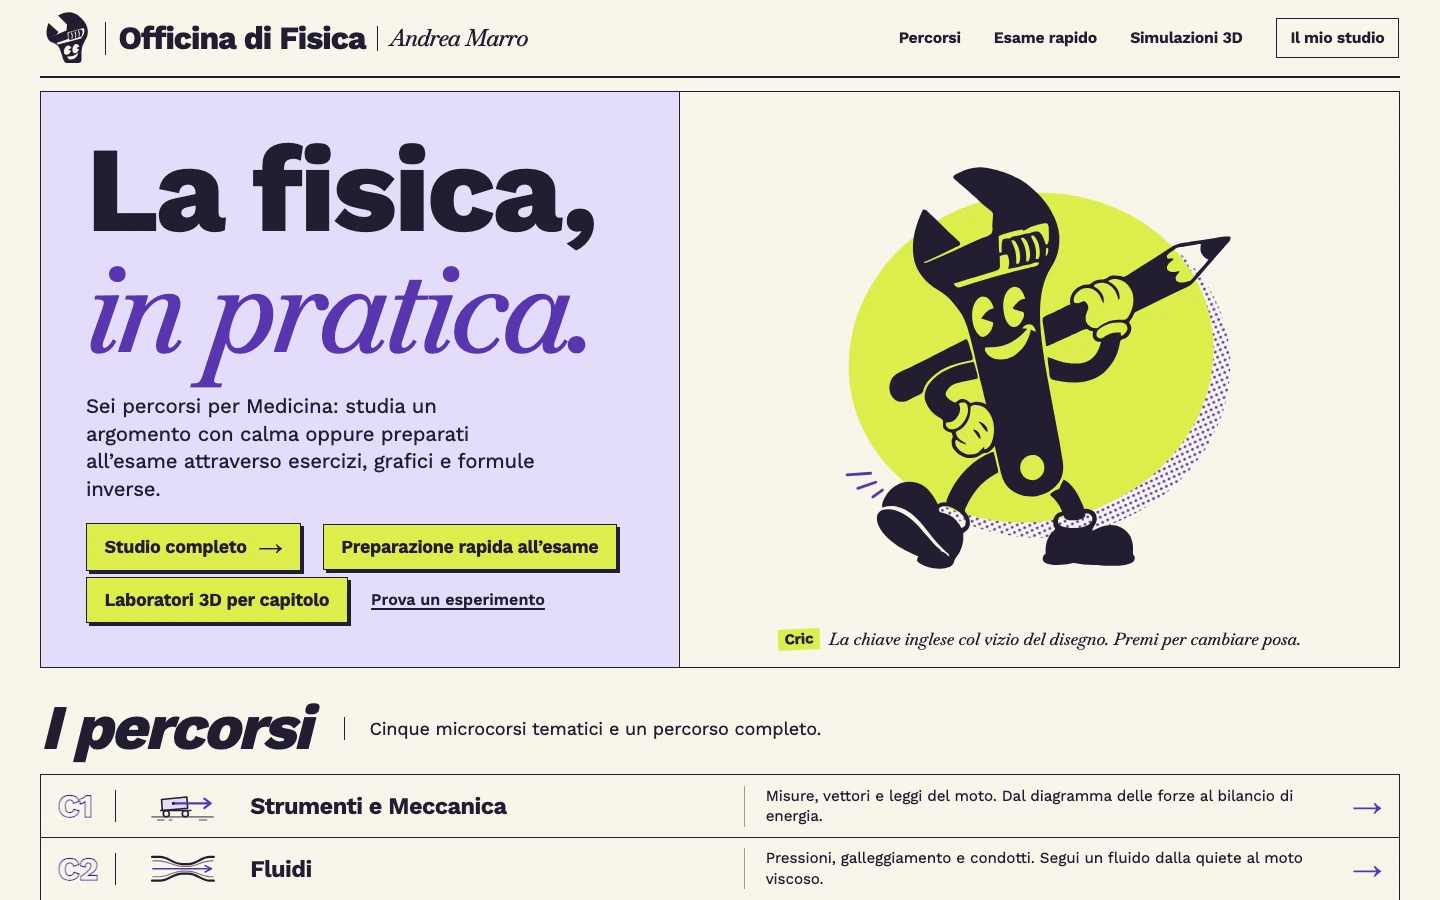 Officina di Fisica
Andrea Marro
Percorsi
Esame rapido
Simulazioni 3D
Il mio studio
La fisica,
in pratica.
Sei percorsi per Medicina: studia un
argomento con calma oppure preparati
all’esame attraverso esercizi, grafici e formule
inverse.
Studio completo →
Preparazione rapida all’esame
Laboratori 3D per capitolo
Prova un esperimento
Cric
La chiave inglese col vizio del disegno. Premi per cambiare posa.
I percorsi
Cinque microcorsi tematici e un percorso completo.
C1
Strumenti e Meccanica
Misure, vettori e leggi del moto. Dal diagramma delle forze al bilancio di
energia.
→
C2
Fluidi
Pressioni, galleggiamento e condotti. Segui un fluido dalla quiete al moto
viscoso.
→